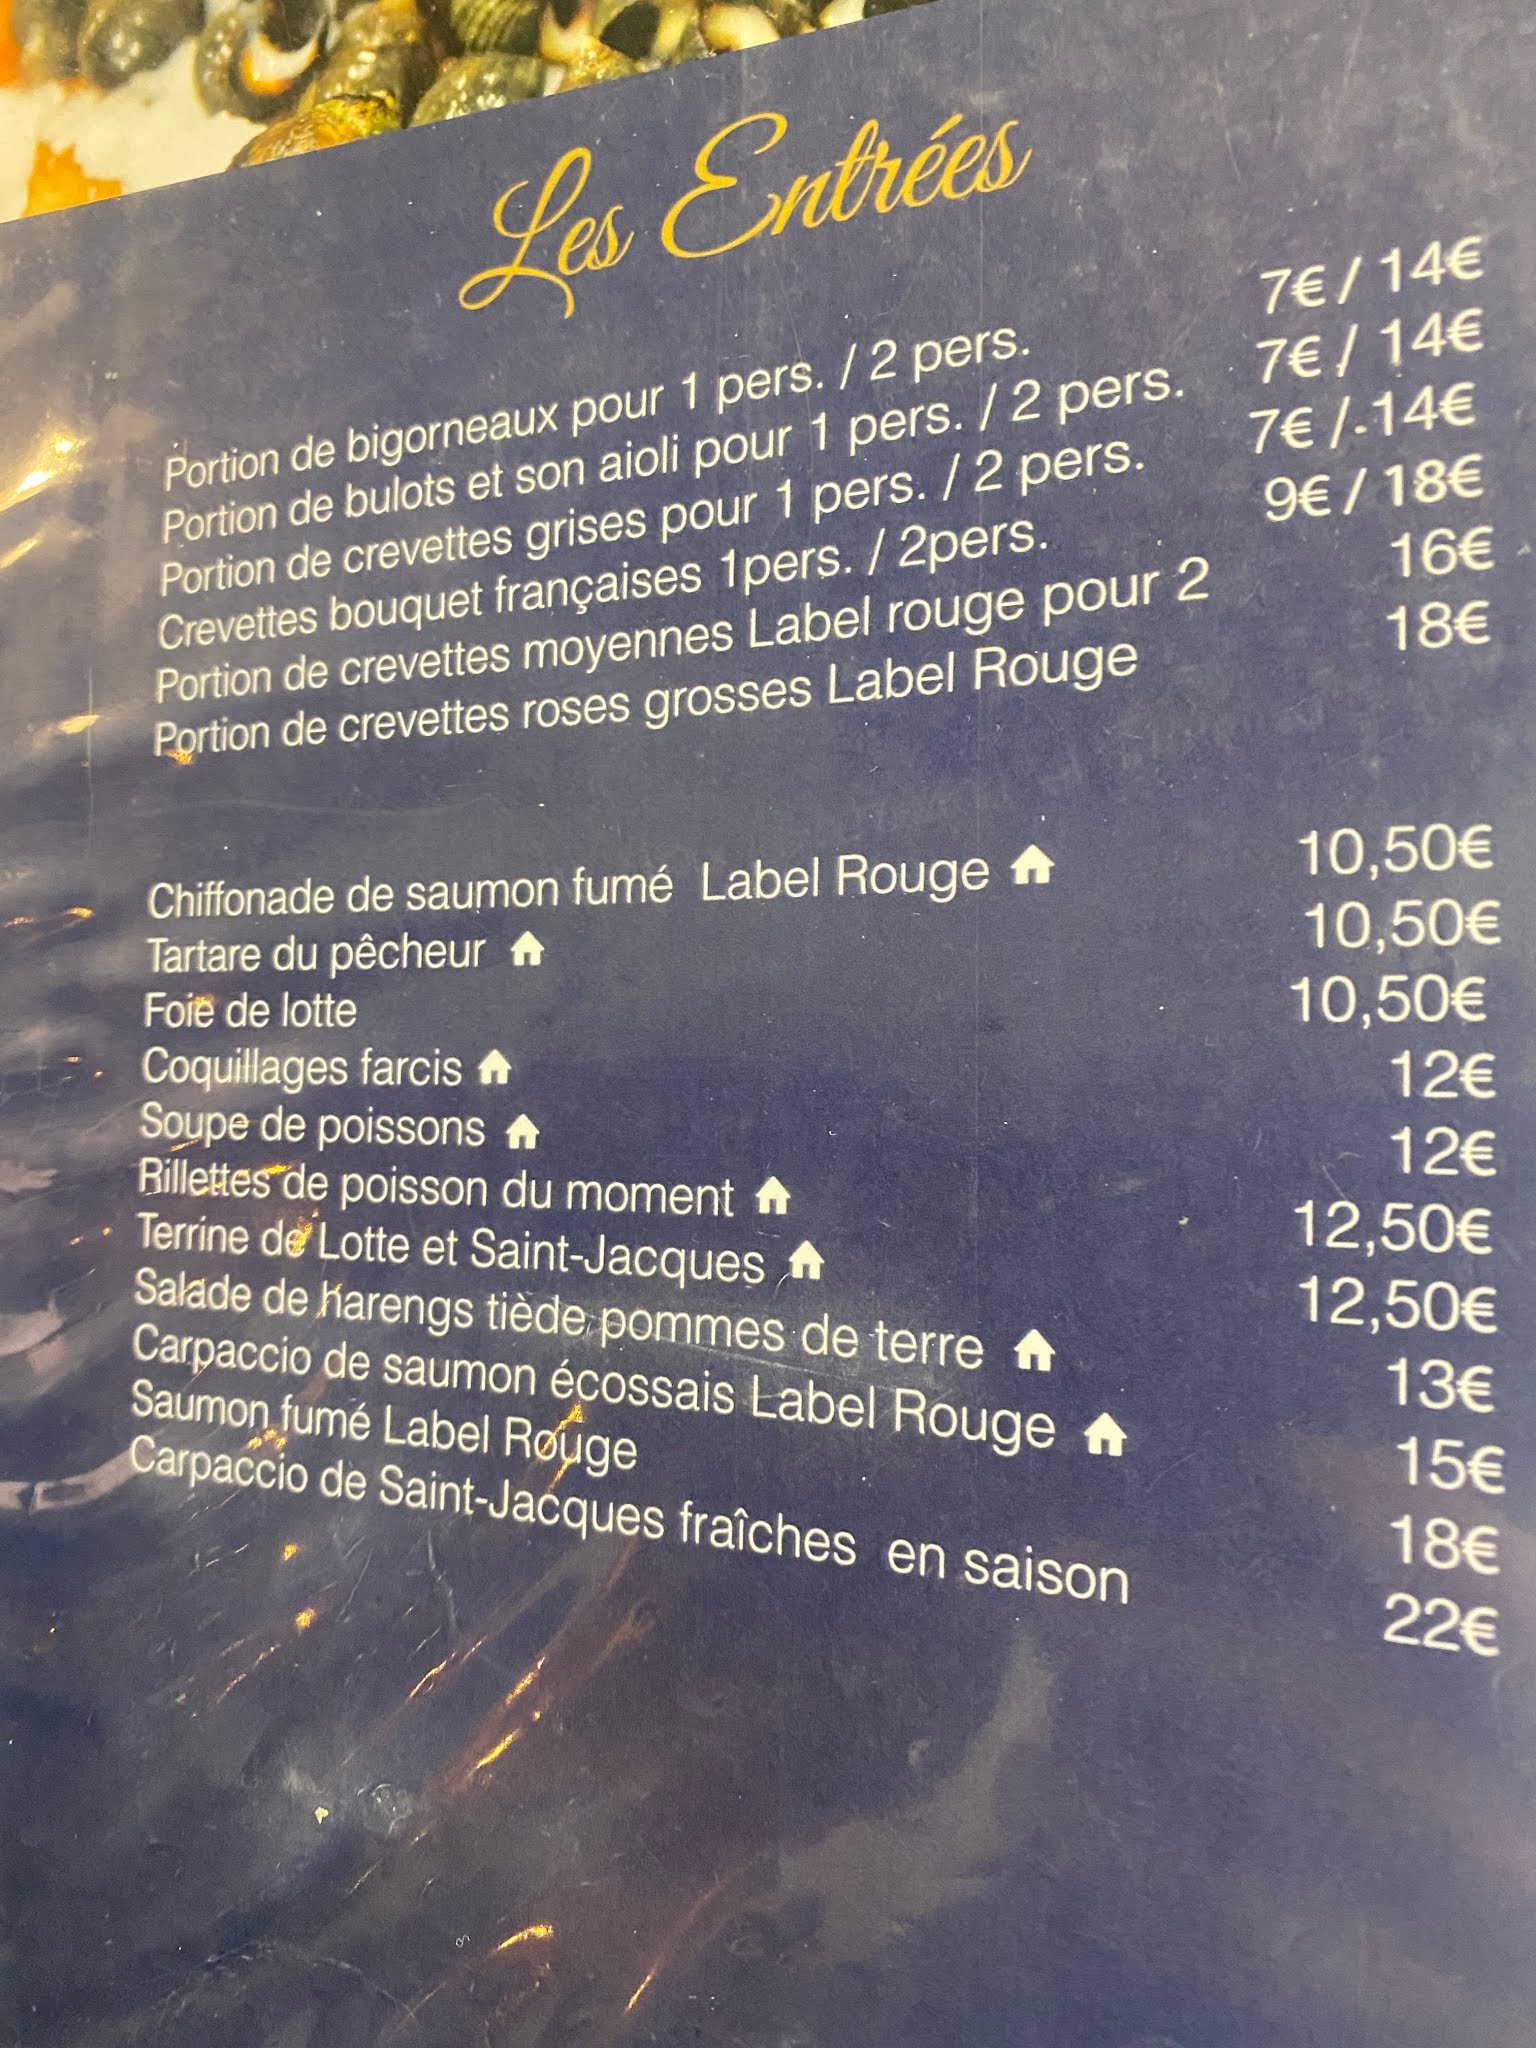 Les Entrées
Portion de bigorneaux pour 1 pers. / 2 pers. 7€ / 14€
Portion de bulots et son aioli pour 1 pers. / 2 pers. 7€ / 14€
Portion de crevettes grises pour 1 pers. / 2 pers. 7€ / 14€
Crevettes bouquet françaises 1pers. / 2pers. 9€ / 18€
Portion de crevettes moyennes Label rouge pour 2 16€
Portion de crevettes roses grosses Label Rouge 18€
Chiffonade de saumon fumé Label Rouge 10,50€
Tartare du pêcheur 10,50€
Foie de lotte 10,50€
Coquillages farcis 12€
Soupe de poissons 12€
Rillettes de poisson du moment 12,50€
Terrine de Lotte et Saint-Jacques 12,50€
Salade de harengs tiède pommes de terre 13€
Carpaccio de saumon écossais Label Rouge 15€
Saumon fumé Label Rouge 18€
Carpaccio de Saint-Jacques fraîches en saison 22€